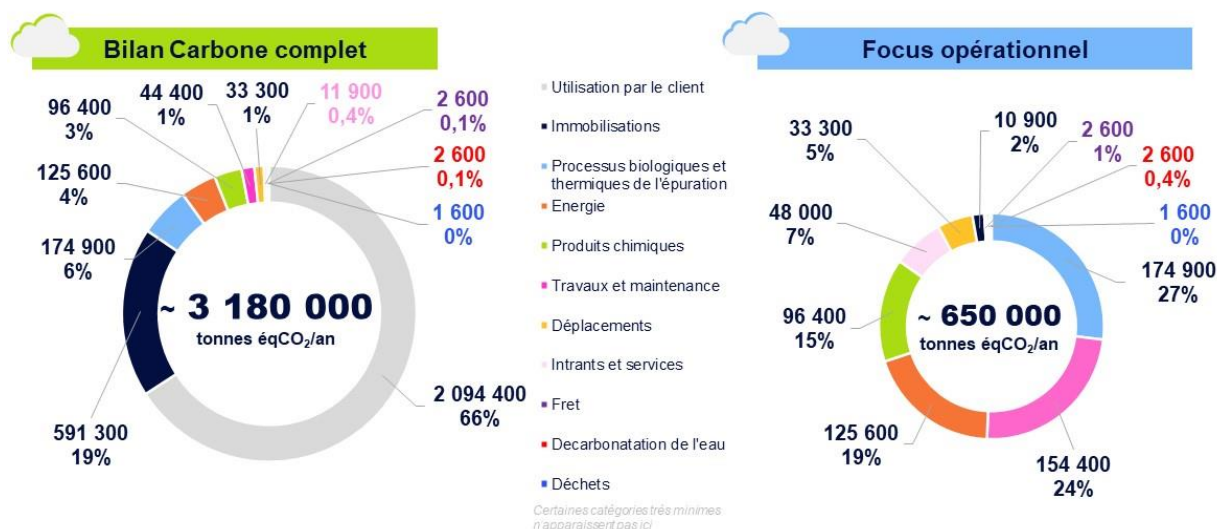 Bilan Carbone complet
44 400
1%
33 300
1%
11 900
0,4%
2 600
0,1%
96 400
3%
2 600
0,1%
125 600
4%
1 600
0%
174 900
6%
~ 3 180 000
tonnes éqCO₂/an
2 094 400
66%
591 300
19%
Utilisation par le client
Immobilisations
Processus biologiques et
thermiques de l'épuration
Energie
Produits chimiques
Travaux et maintenance
Déplacements
Intrants et services
Fret
Decarbonatation de l'eau
Déchets
Certaines catégories très minimes
n'apparaissent pas ici
Focus opérationnel
10 900
2%
2 600
1%
33 300
5%
2 600
0,4%
48 000
7%
1 600
0%
174 900
27%
96 400
15%
~ 650 000
tonnes éqCO₂/an
125 600
19%
154 400
24%